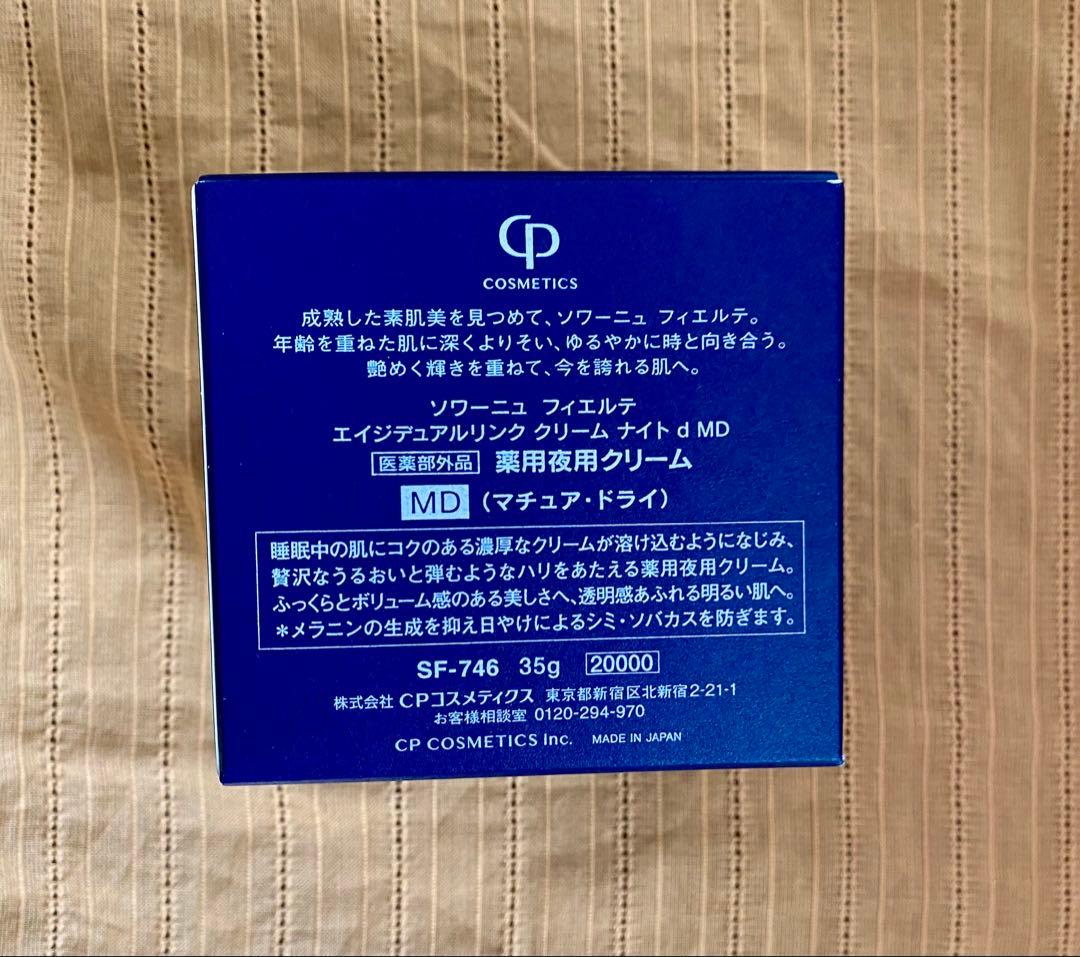 CP
COSMETICS
成熟した素肌美を見つめて、ソワーニュ フィエルテ。
年齢を重ねた肌に深くよりそい、ゆるやかに時と向き合う。
艶めく輝きを重ねて、今を誇れる肌へ。
ソワーニュ フィエルテ
エイジデュアルリンク クリーム ナイト d MD
医薬部外品 薬用夜用クリーム
MD (マチュア・ドライ)
睡眠中の肌にコクのある濃厚なクリームが溶け込むようになじみ、
贅沢なうるおいと弾むようなハリをあたえる薬用夜用クリーム。
ふっくらとボリューム感のある美しさへ、透明感あふれる明るい肌へ。
*メラニンの生成を抑え日やけによるシミ・ソバカスを防ぎます。
SF-746 35g 20000
株式会社 CPコスメティクス 東京都新宿区北新宿2-21-1
お客様相談室 0120-294-970
CP COSMETICS Inc. MADE IN JAPAN